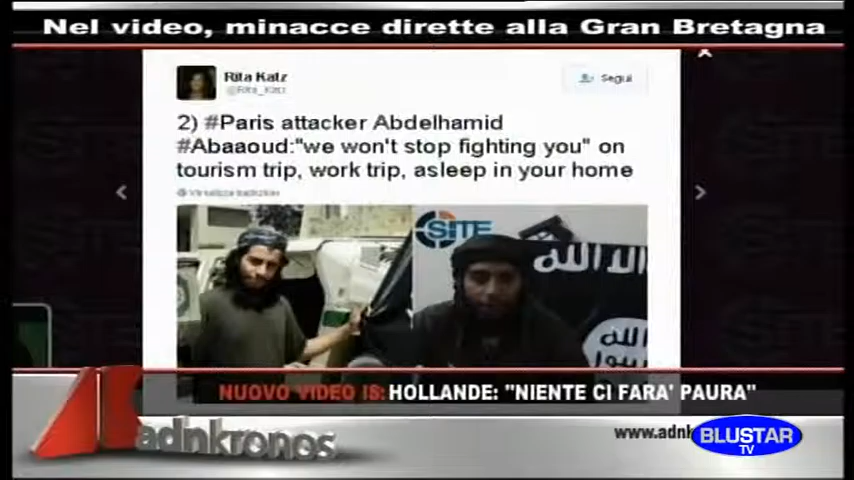 Nel video, minacce dirette alla Gran Bretagna
Rita Katz
@Rita_Katz
Segui
2) #Paris attacker Abdelhamid
#Abaaoud:"we won't stop fighting you" on
tourism trip, work trip, asleep in your home
SITE
NUOVO VIDEO IS: HOLLANDE: "NIENTE CI FARA' PAURA"
adnkronos
www.adnk
BLUSTAR
TV